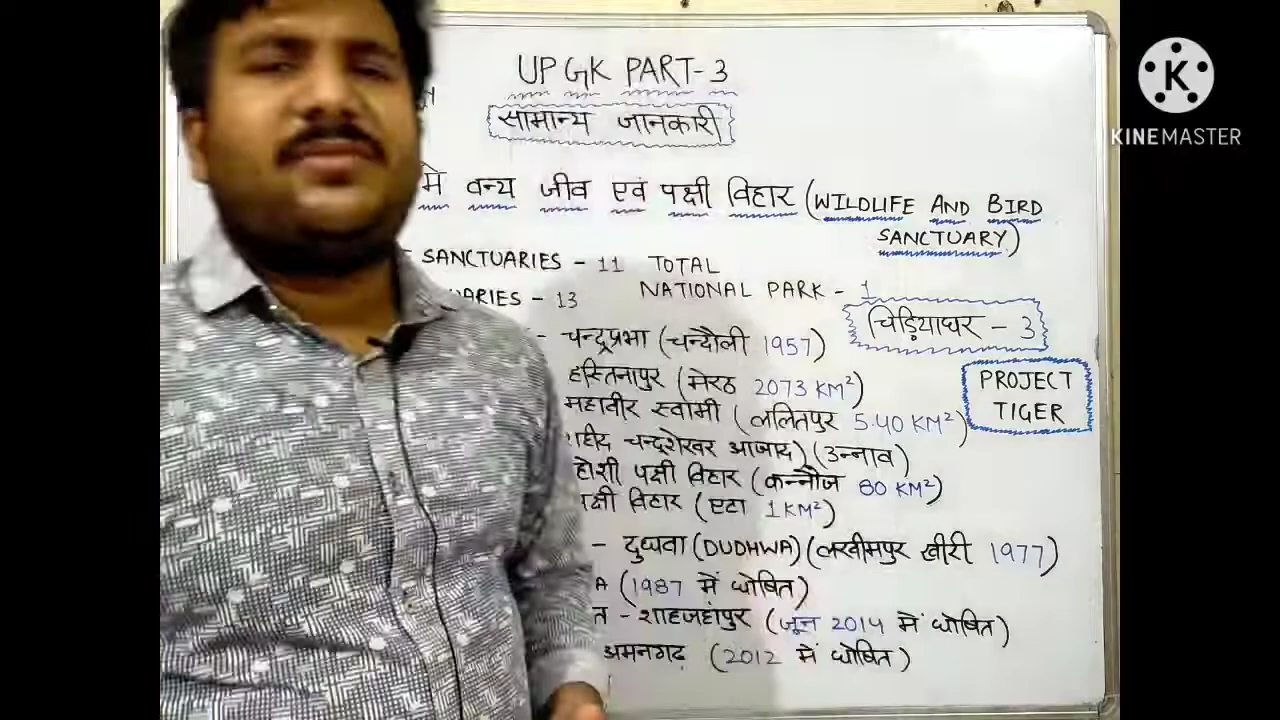 UP GK PART-3
सामान्य जानकारी
में वन्य जीव एवं पक्षी विहार (WILDLIFE AND BIRD
SANCTUARY)
SANCTUARIES - 11 TOTAL
ARIES - 13 NATIONAL PARK - 1
चिड़ियाघर - 3
- चन्द्रप्रभा (चन्दौली 1957)
हस्तिनापुर (मेरठ 2073 KM²)
PROJECT
TIGER
महावीर स्वामी (ललितपुर 5.40 KM²)
चन्द्रशेखर आजाद) (उन्नाव)
पक्षी विहार (कन्नौज 80 KM²)
विहार (एटा 1 KM²)
- दुधवा (DUDHWA) (लखीमपुर खीरी 1977)
A (1987 में घोषित)
त - शाहजहांपुर (जून 2014 में घोषित)
अमनगढ़ (2012 में घोषित)
K
KINEMASTER